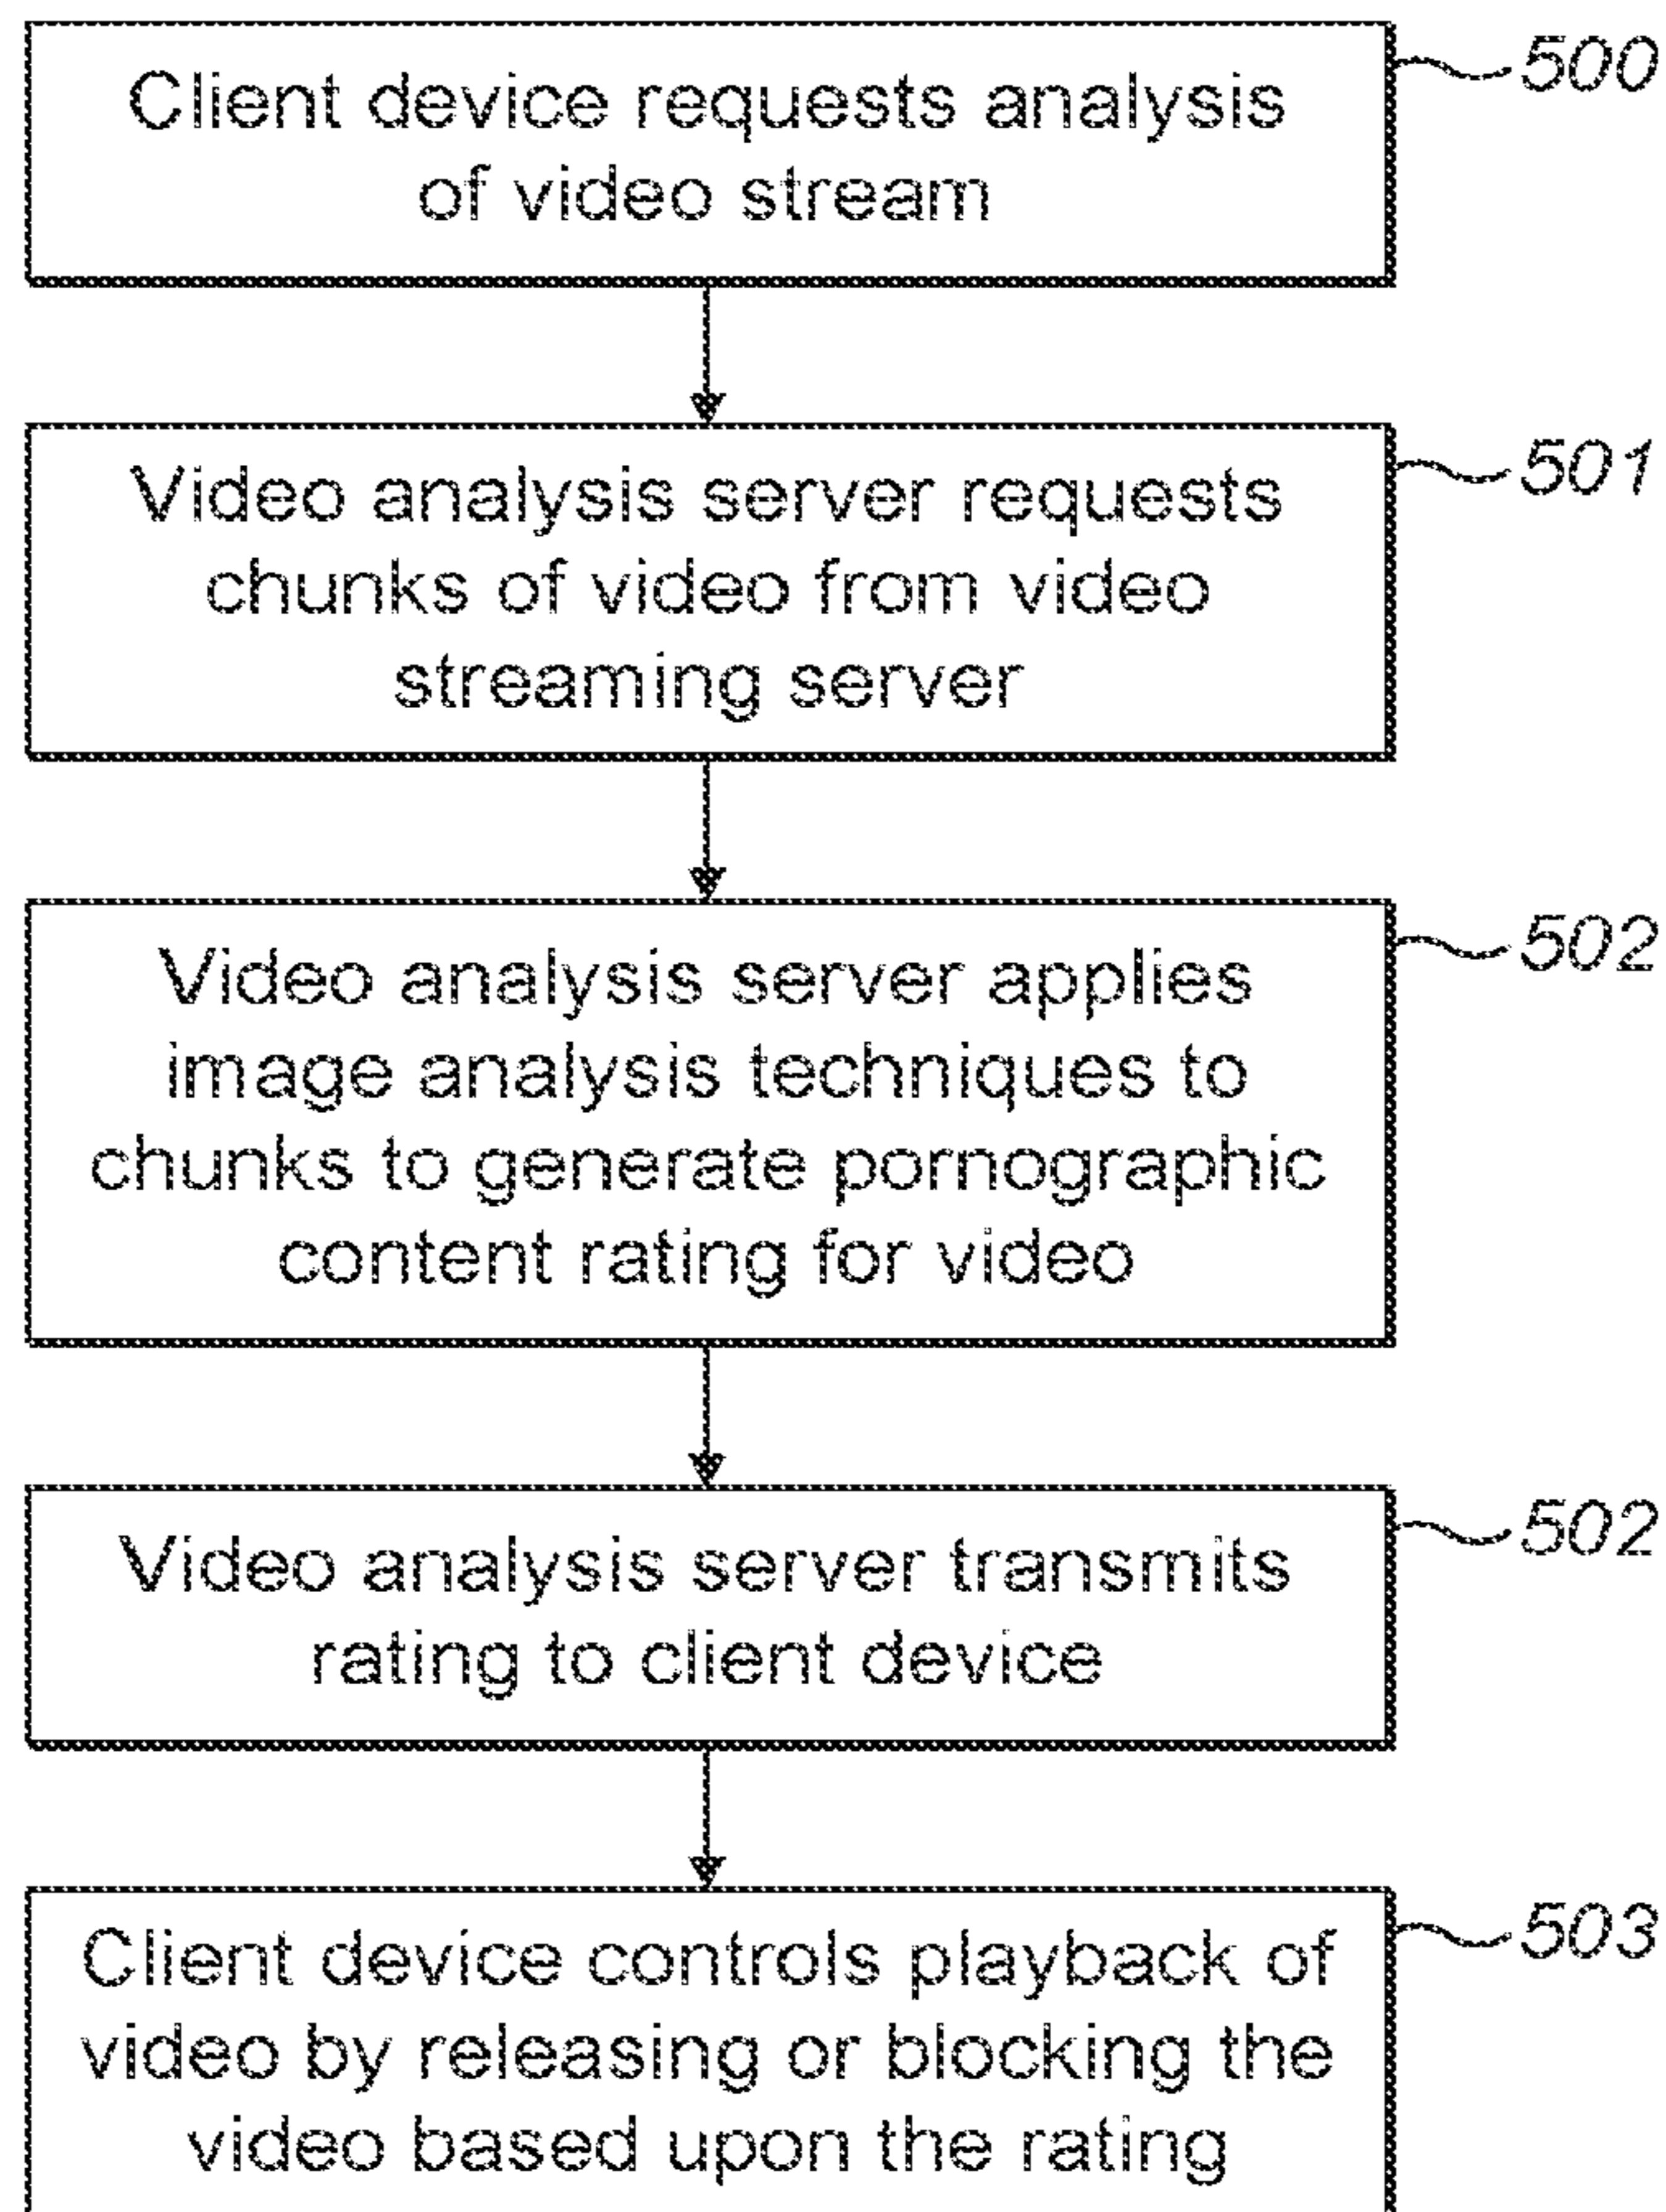 Client device requests analysis
of video stream
500
Video analysis server requests
chunks of video from video
streaming server
501
Video analysis server applies
image analysis techniques to
chunks to generate pornographic
content rating for video
502
Video analysis server transmits
rating to client device
502
Client device controls playback of
video by releasing or blocking the
video based upon the rating
503